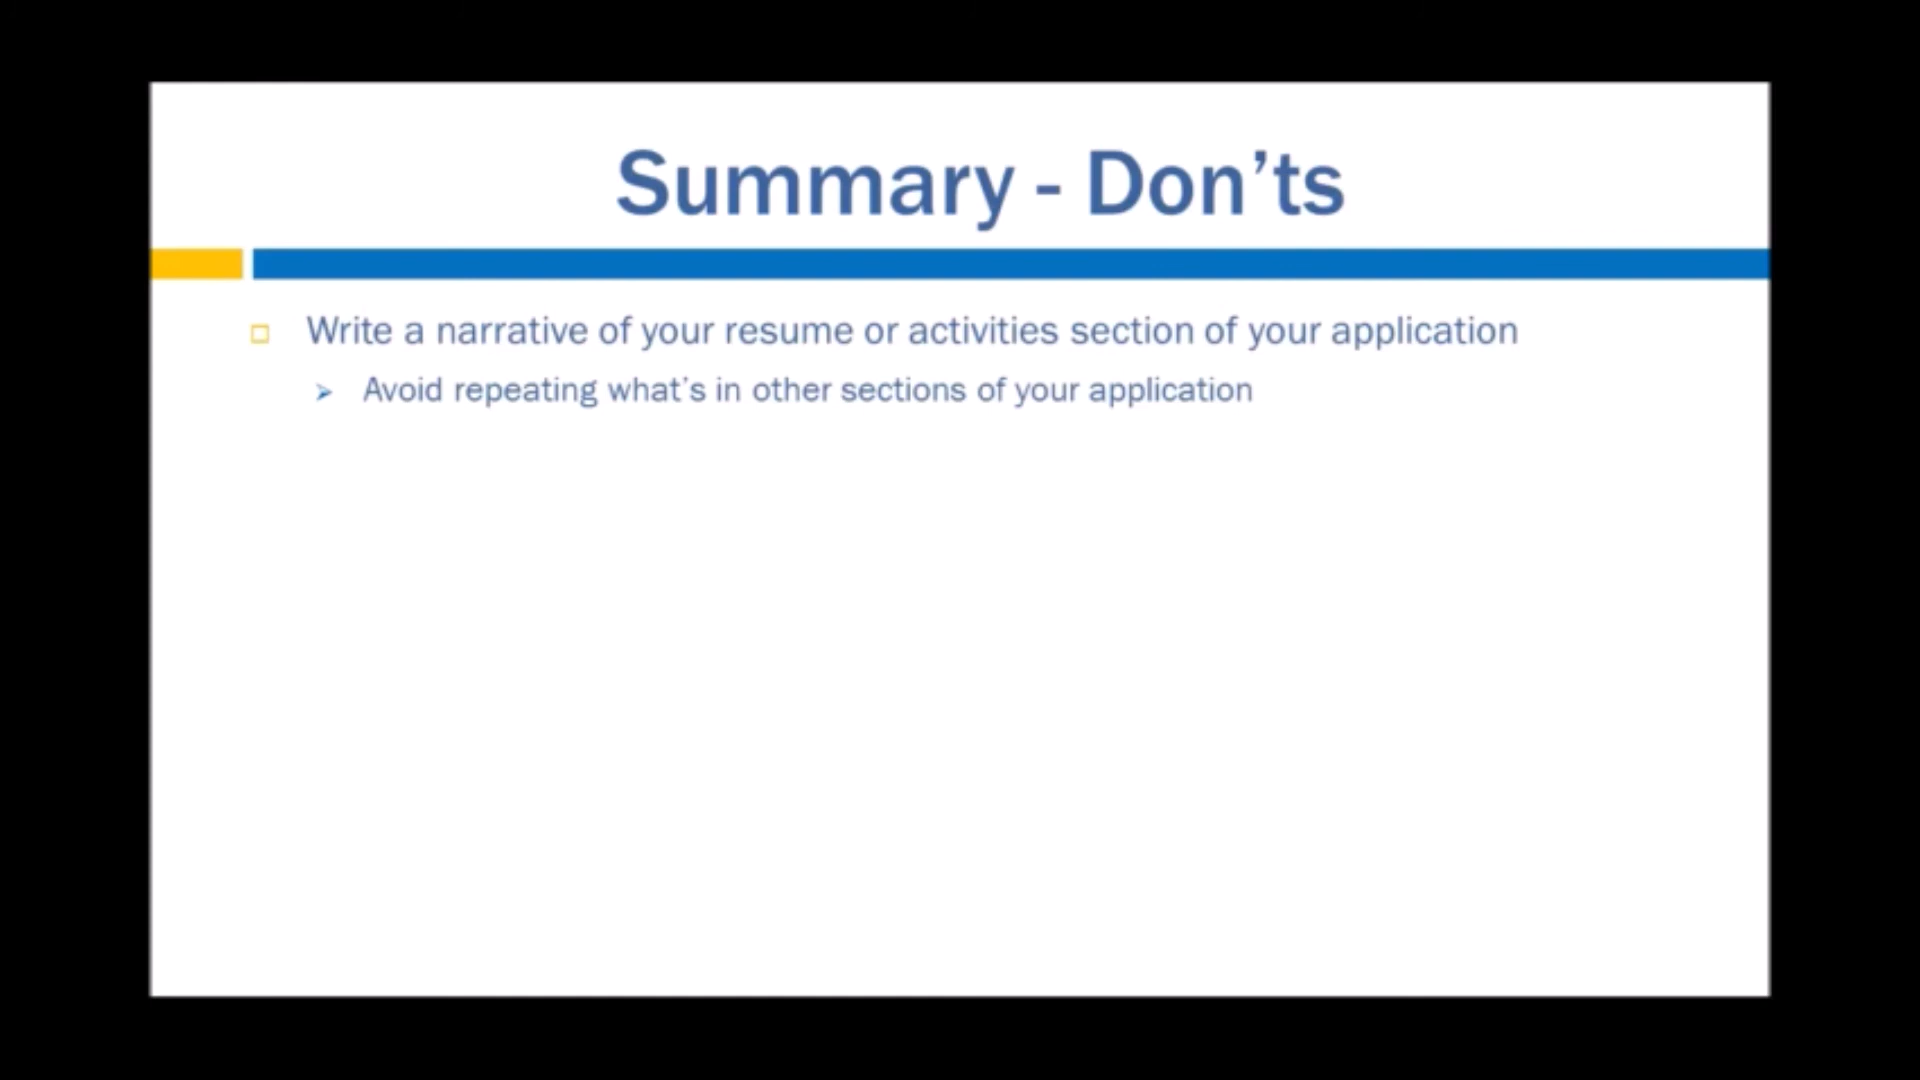 Summary - Don’ts
Write a narrative of your resume or activities section of your application
Avoid repeating what’s in other sections of your application